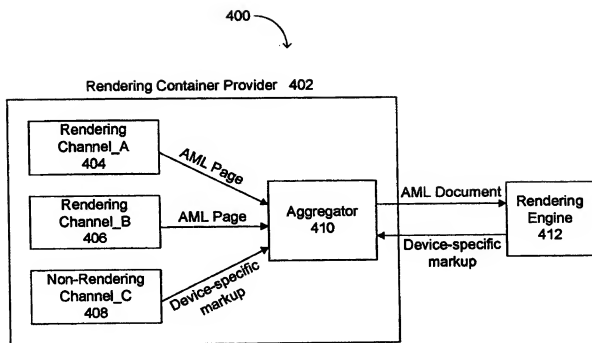 400
Rendering Container Provider 402
Rendering
Channel_A
404
AML Page
Rendering
Channel_B
406
AML Page
Non-Rendering
Channel_C
408
Device-specific
markup
Aggregator
410
AML Document
Device-specific
markup
Rendering
Engine
412